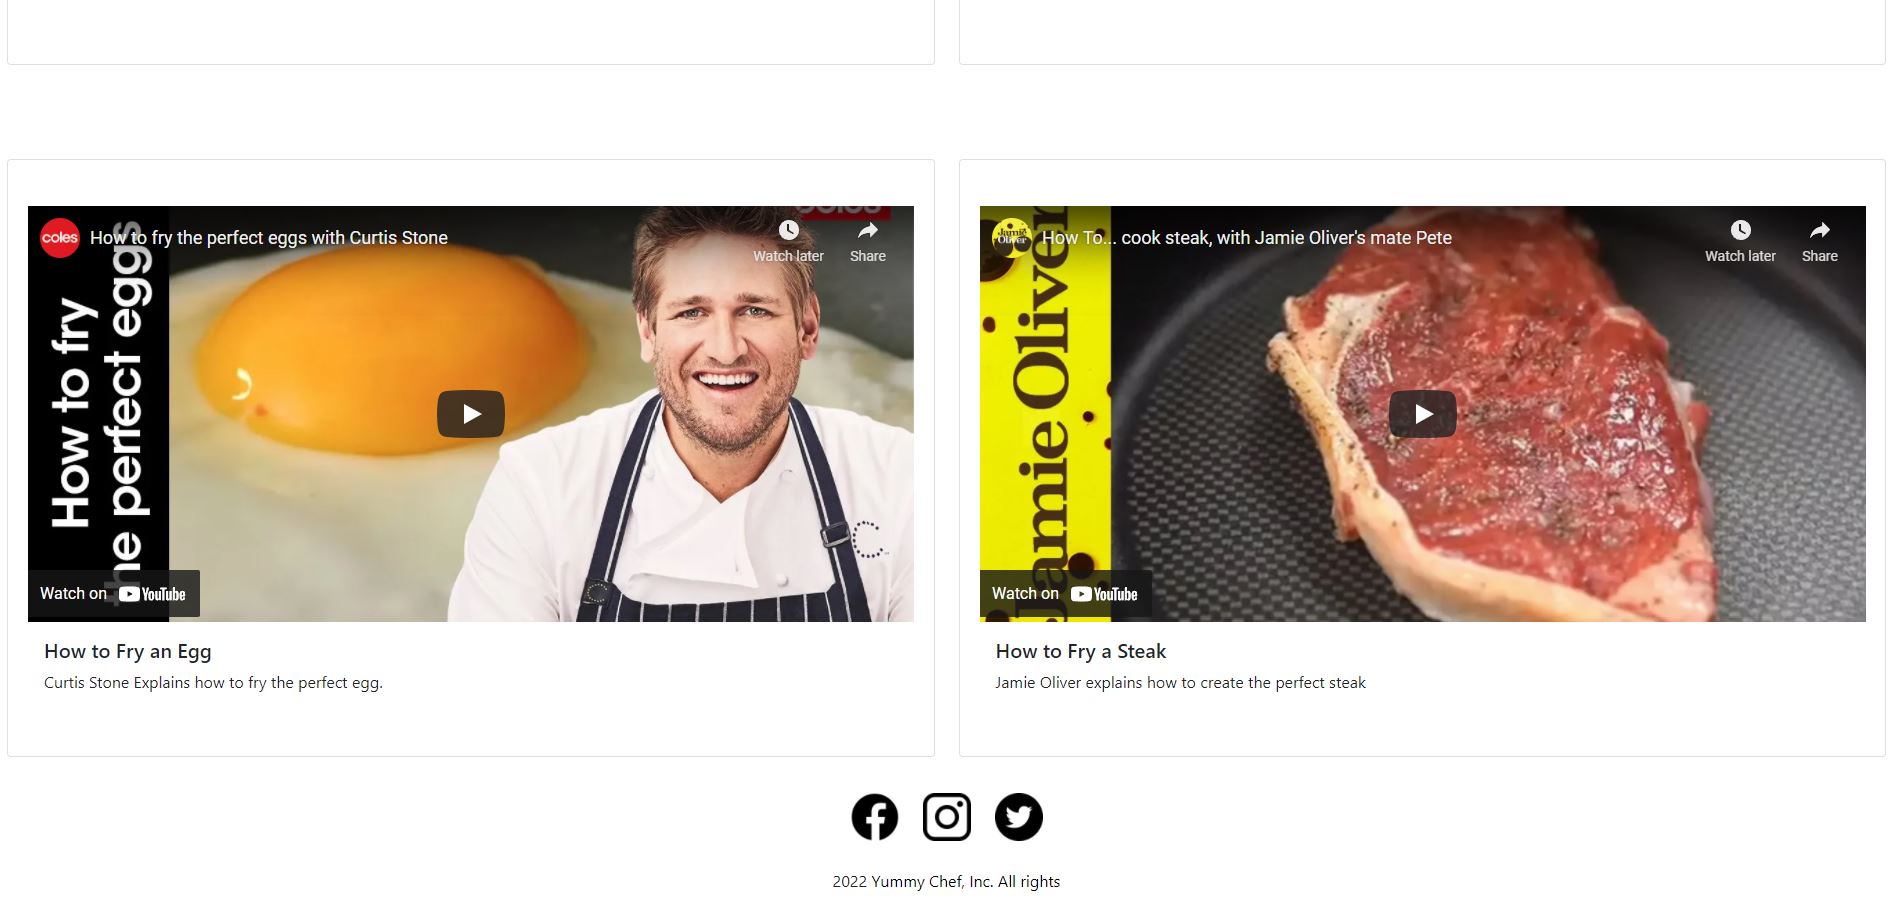 How to fry
the perfect eggs
coles
How to fry the perfect eggs with Curtis Stone
coles
Watch later
Share
Watch on YouTube
How to Fry an Egg
Curtis Stone Explains how to fry the perfect egg.
Jamie Oliver
Jamie Oliver
How To... cook steak, with Jamie Oliver's mate Pete
Watch later
Share
Watch on YouTube
How to Fry a Steak
Jamie Oliver explains how to create the perfect steak
2022 Yummy Chef, Inc. All rights